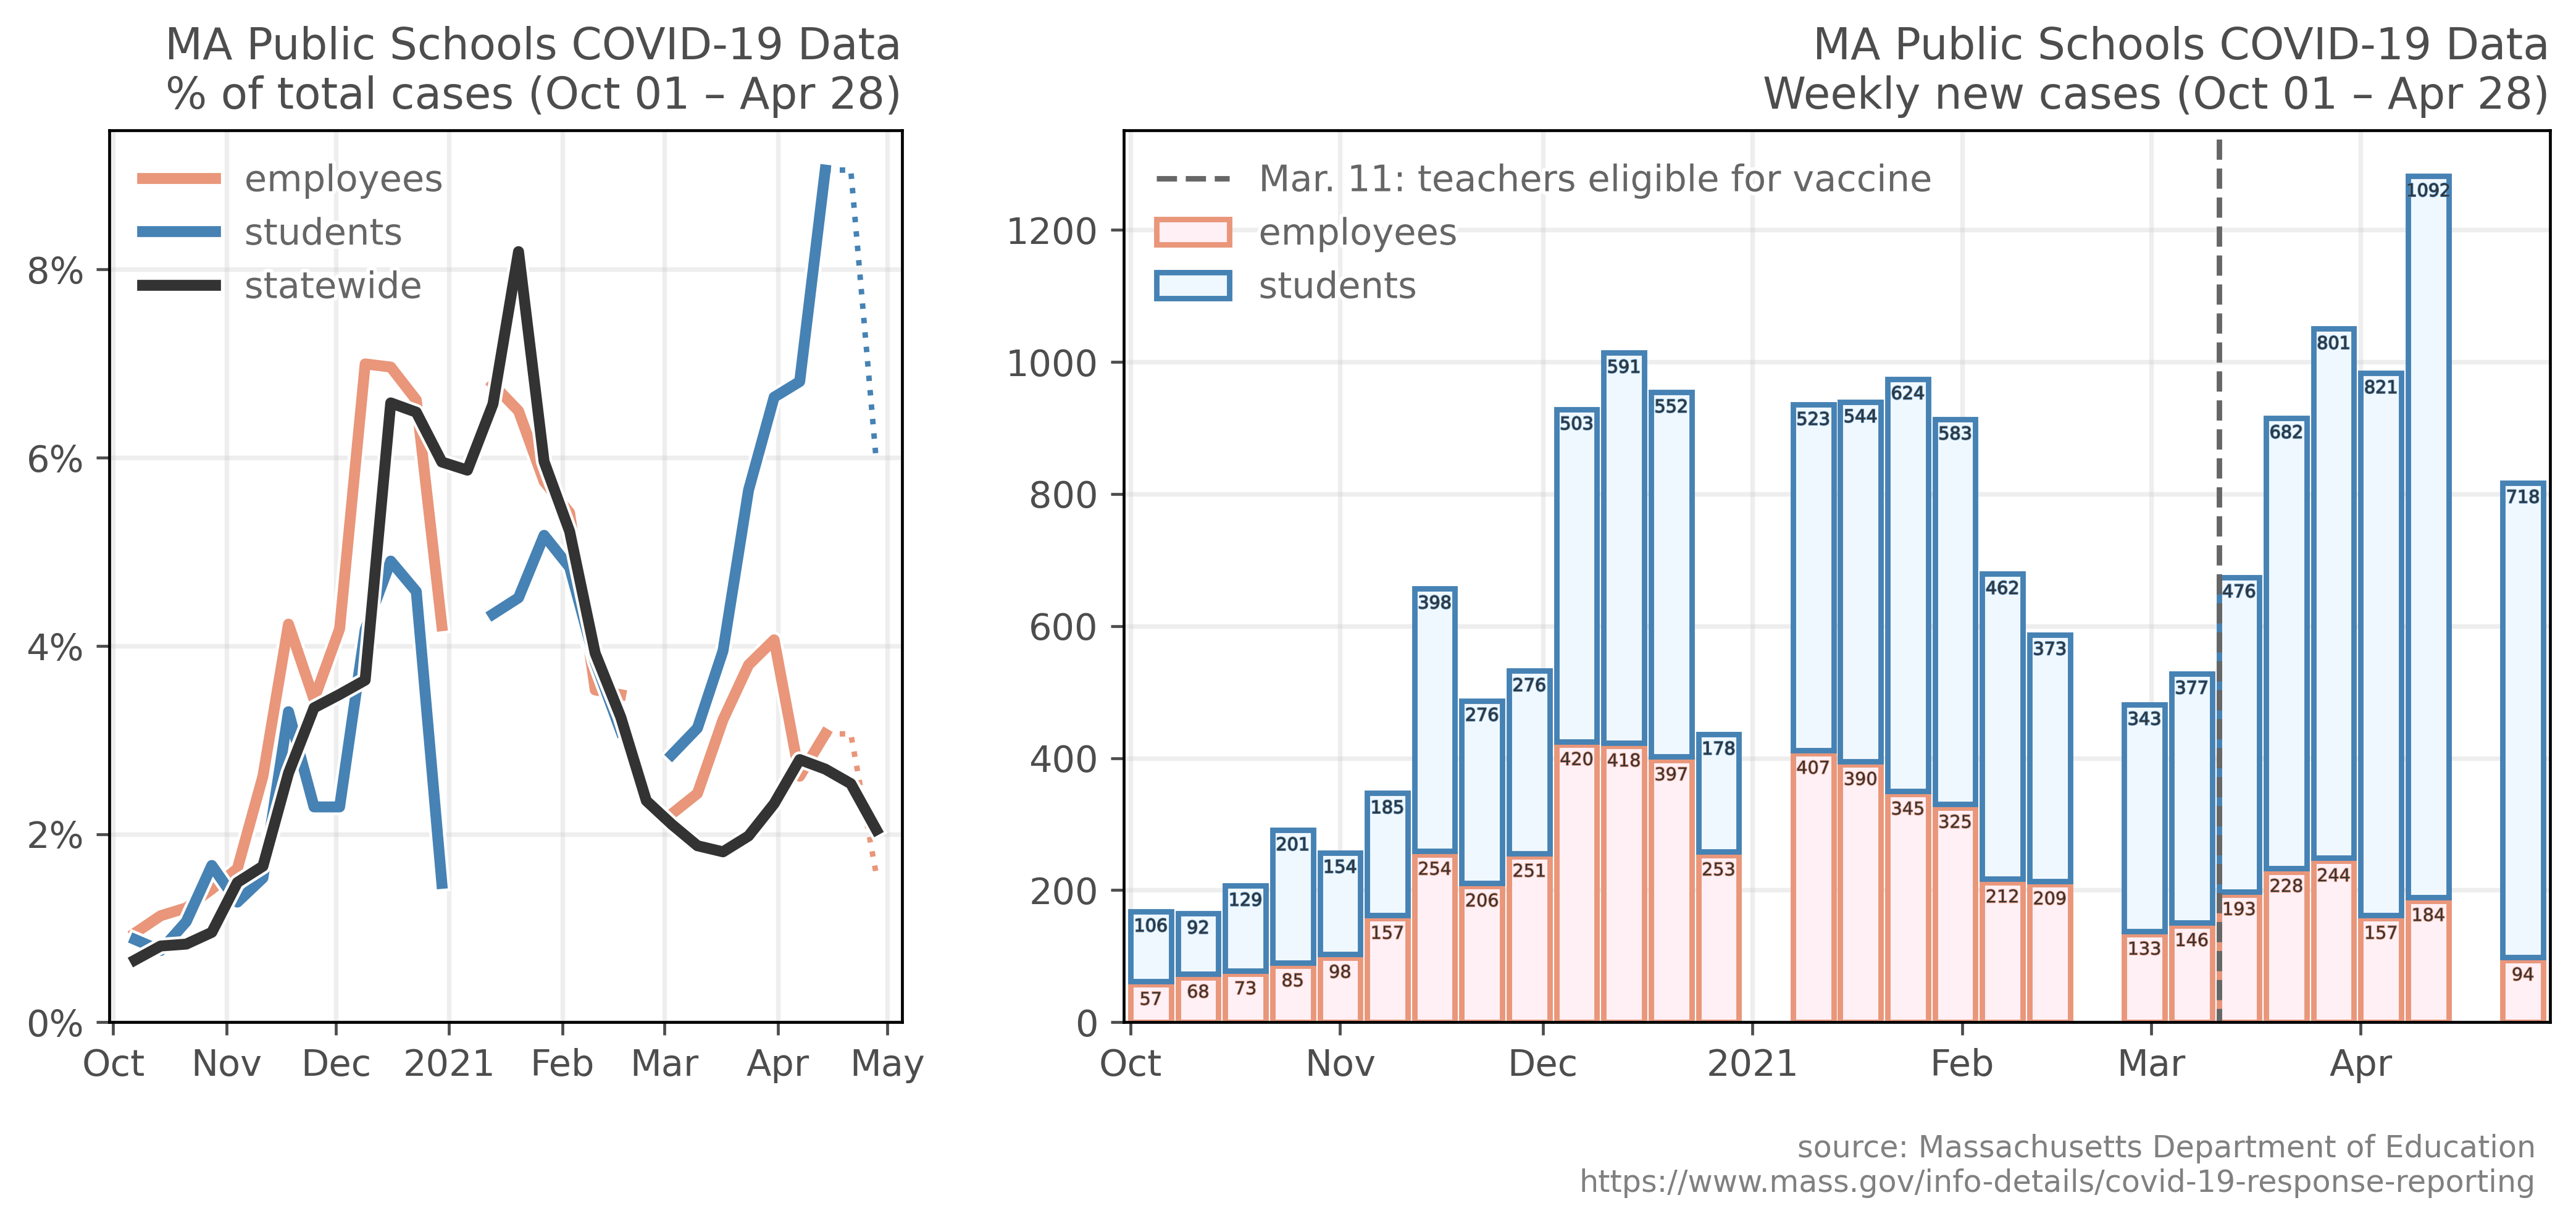 MA Public Schools COVID-19 Data
% of total cases (Oct 01 – Apr 28)
employees
students
statewide
8%
6%
4%
2%
0%
Oct Nov Dec 2021 Feb Mar Apr May
MA Public Schools COVID-19 Data
Weekly new cases (Oct 01 – Apr 28)
Mar. 11: teachers eligible for vaccine
employees
students
1200
1000
800
600
400
200
0
106 92 129 201 154 185 398 276 276 503 591 552 178 523 544 624 583 462 373 343 377 476 682 801 821 1092 718
57 68 73 85 98 157 254 206 251 420 418 397 253 407 390 345 325 212 209 133 146 193 228 244 157 184 94
Oct Nov Dec 2021 Feb Mar Apr
source: Massachusetts Department of Education
https://www.mass.gov/info-details/covid-19-response-reporting